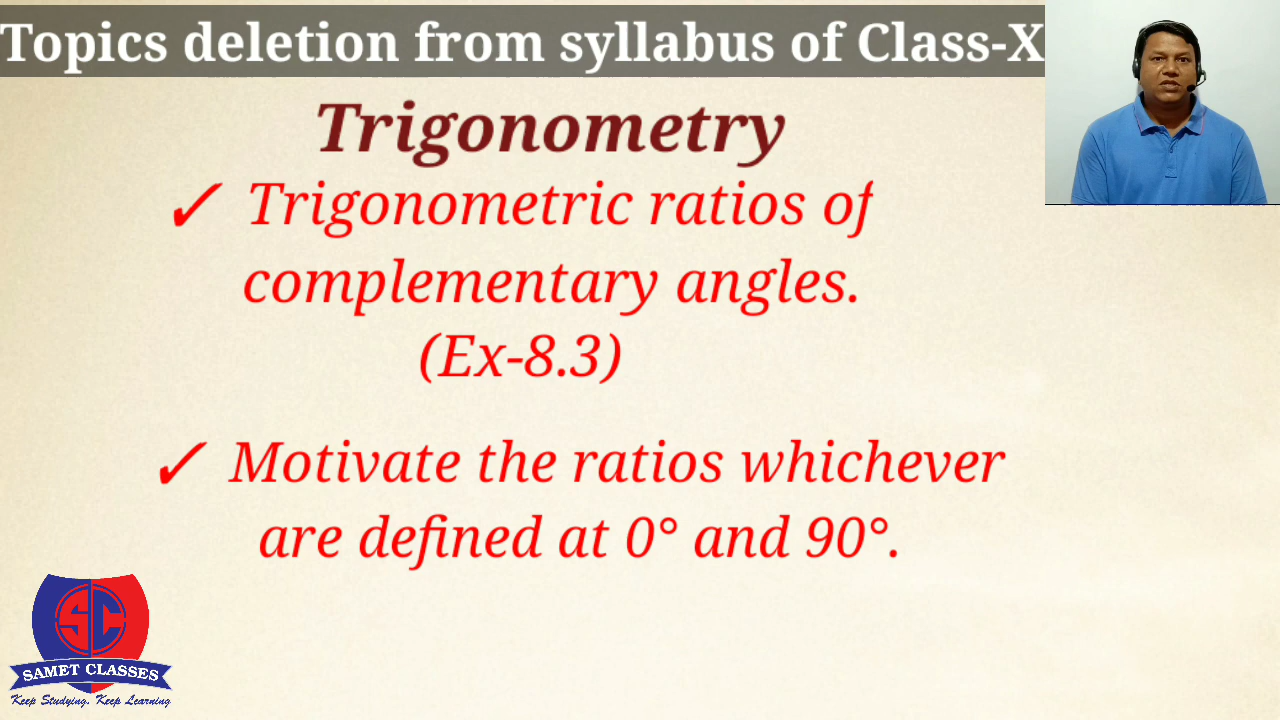 Topics deletion from syllabus of Class-X
Trigonometry
✓ Trigonometric ratios of
complementary angles.
(Ex-8.3)
✓ Motivate the ratios whichever
are defined at 0° and 90°.
SC
SAMET CLASSES
Keep Studying, Keep Learning